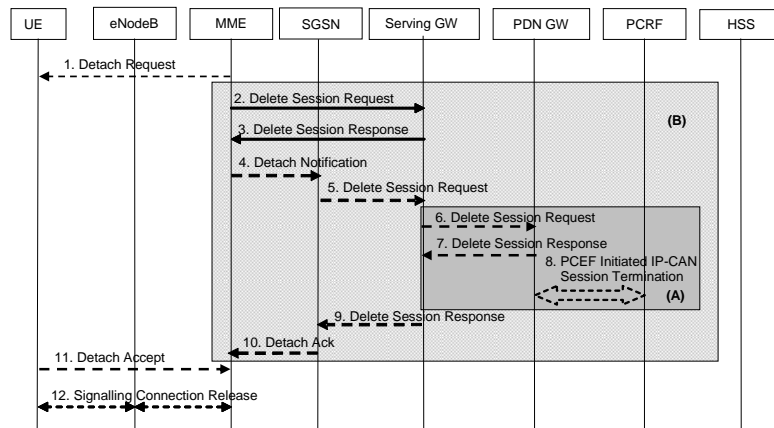 UE
eNodeB
MME
SGSN
Serving GW
PDN GW
PCRF
HSS
1. Detach Request
2. Delete Session Request
(B)
3. Delete Session Response
4. Detach Notification
5. Delete Session Request
6. Delete Session Request
7. Delete Session Response
8. PCEF Initiated IP-CAN
Session Termination
(A)
9. Delete Session Response
10. Detach Ack
11. Detach Accept
12. Signalling Connection Release